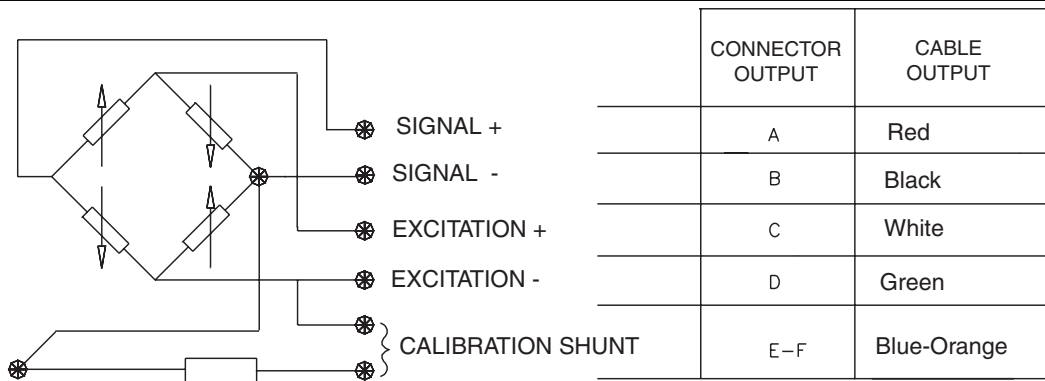 CONNECTOR OUTPUT
CABLE OUTPUT
SIGNAL + A Red
SIGNAL - B Black
EXCITATION + C White
EXCITATION - D Green
CALIBRATION SHUNT E-F Blue-Orange